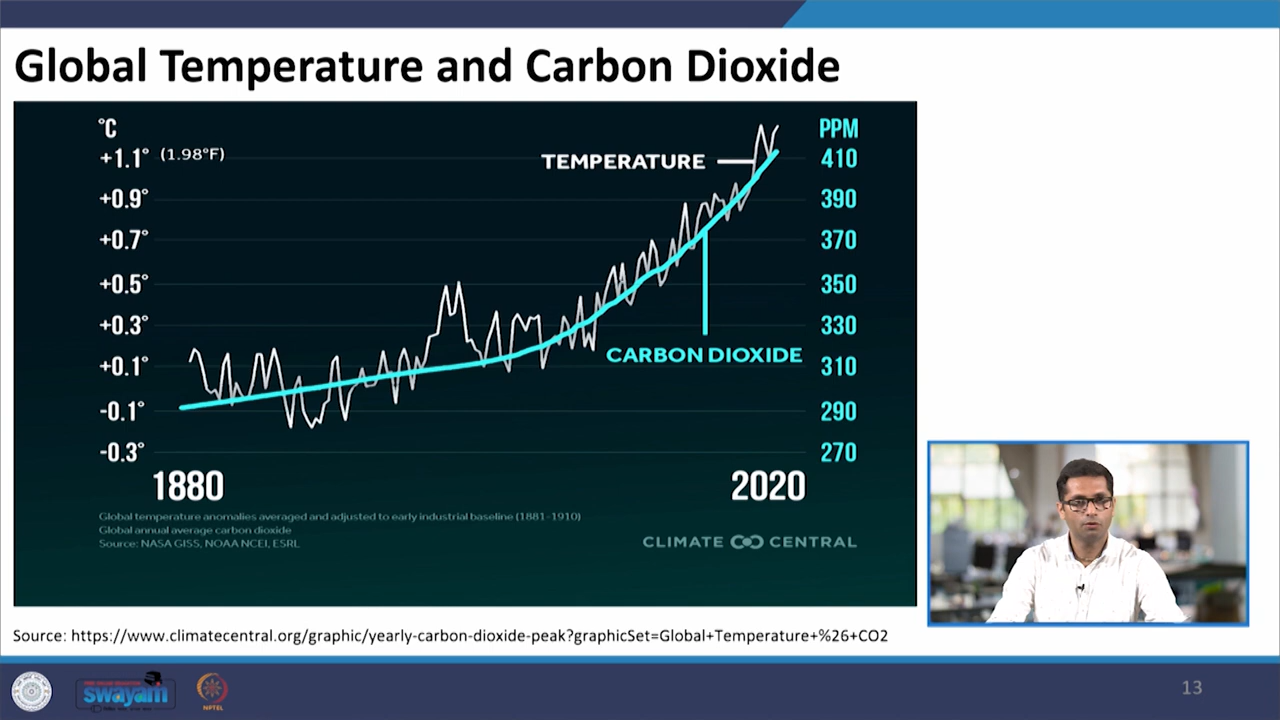 Global Temperature and Carbon Dioxide
°C
PPM
+1.1° (1.98°F)
TEMPERATURE
410
+0.9°
390
+0.7°
370
+0.5°
350
+0.3°
330
CARBON DIOXIDE
+0.1°
310
-0.1°
290
-0.3°
270
1880
2020
Global temperature anomalies averaged and adjusted to early industrial baseline (1881-1910)
Global annual average carbon dioxide
Source: NASA GISS, NOAA NCEI, ESRL
CLIMATE CENTRAL
Source: https://www.climatecentral.org/graphic/yearly-carbon-dioxide-peak?graphicSet=Global+Temperature+%26+CO2
swayam
NPTEL
13